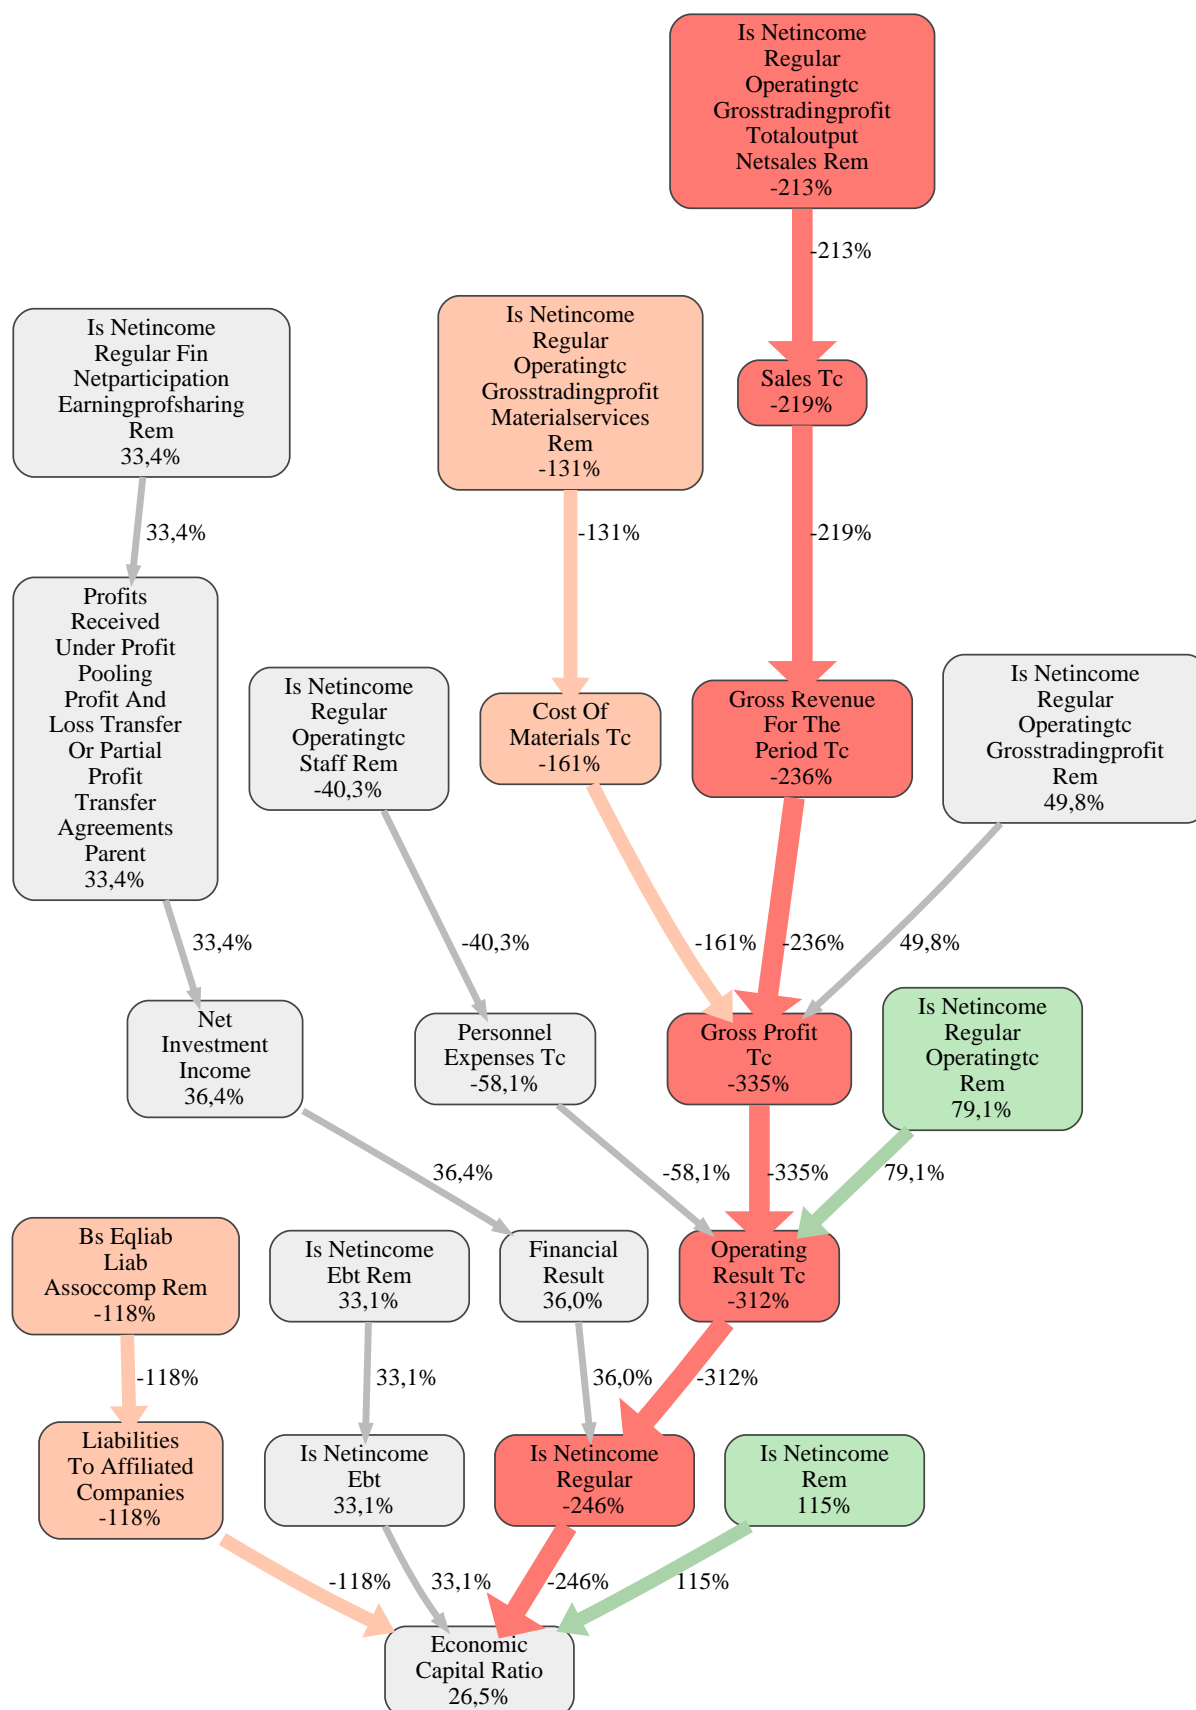 Is Netincome
Regular
Operatingtc
Grosstradingprofit
Totaloutput
Netsales Rem
-213%
-213%
Is Netincome
Regular Fin
Netparticipation
Earningprofsharing
Rem
33,4%
Is Netincome
Regular
Operatingtc
Grosstradingprofit
Materialservices
Rem
-131%
Sales Tc
-219%
33,4%
-131%
-219%
Profits
Received
Under Profit
Pooling
Profit And
Loss Transfer
Or Partial
Profit
Transfer
Agreements
Parent
33,4%
Is Netincome
Regular
Operatingtc
Staff Rem
-40,3%
Cost Of
Materials Tc
-161%
Gross Revenue
For The
Period Tc
-236%
Is Netincome
Regular
Operatingtc
Grosstradingprofit
Rem
49,8%
33,4%
-40,3%
-161%
-236%
49,8%
Net
Investment
Income
36,4%
Personnel
Expenses Tc
-58,1%
Gross Profit
Tc
-335%
Is Netincome
Regular
Operatingtc
Rem
79,1%
36,4%
-58,1%
-335%
79,1%
Bs Eqliab
Liab
Assoccomp Rem
-118%
Is Netincome
Ebt Rem
33,1%
Financial
Result
36,0%
Operating
Result Tc
-312%
-118%
33,1%
36,0%
-312%
Liabilities
To Affiliated
Companies
-118%
Is Netincome
Ebt
33,1%
Is Netincome
Regular
-246%
Is Netincome
Rem
115%
-118%
33,1%
-246%
115%
Economic
Capital Ratio
26,5%